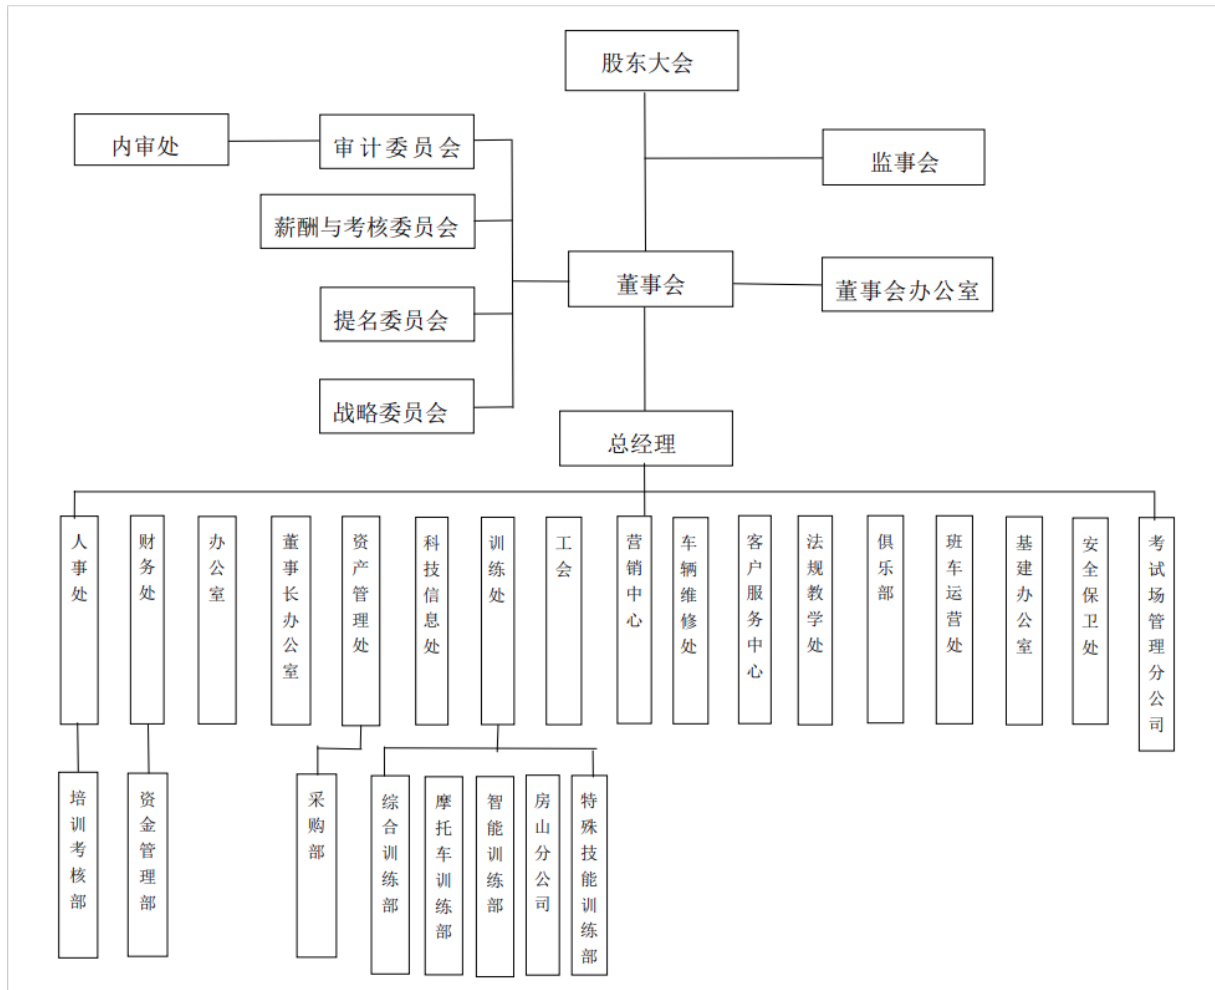 股东大会
内审处
审计委员会
监事会
薪酬与考核委员会
董事会
董事会办公室
提名委员会
战略委员会
总经理
人事处
财务处
办公室
董事长办公室
资产管理处
科技信息处
训练处
工会
营销中心
车辆维修处
客户服务中心
法规教学处
俱乐部
班车运营处
基建办公室
安全保卫处
考试场管理分公司
培训考核部
资金管理部
采购部
综合训练部
摩托车训练部
智能训练部
房山分公司
特殊技能训练部